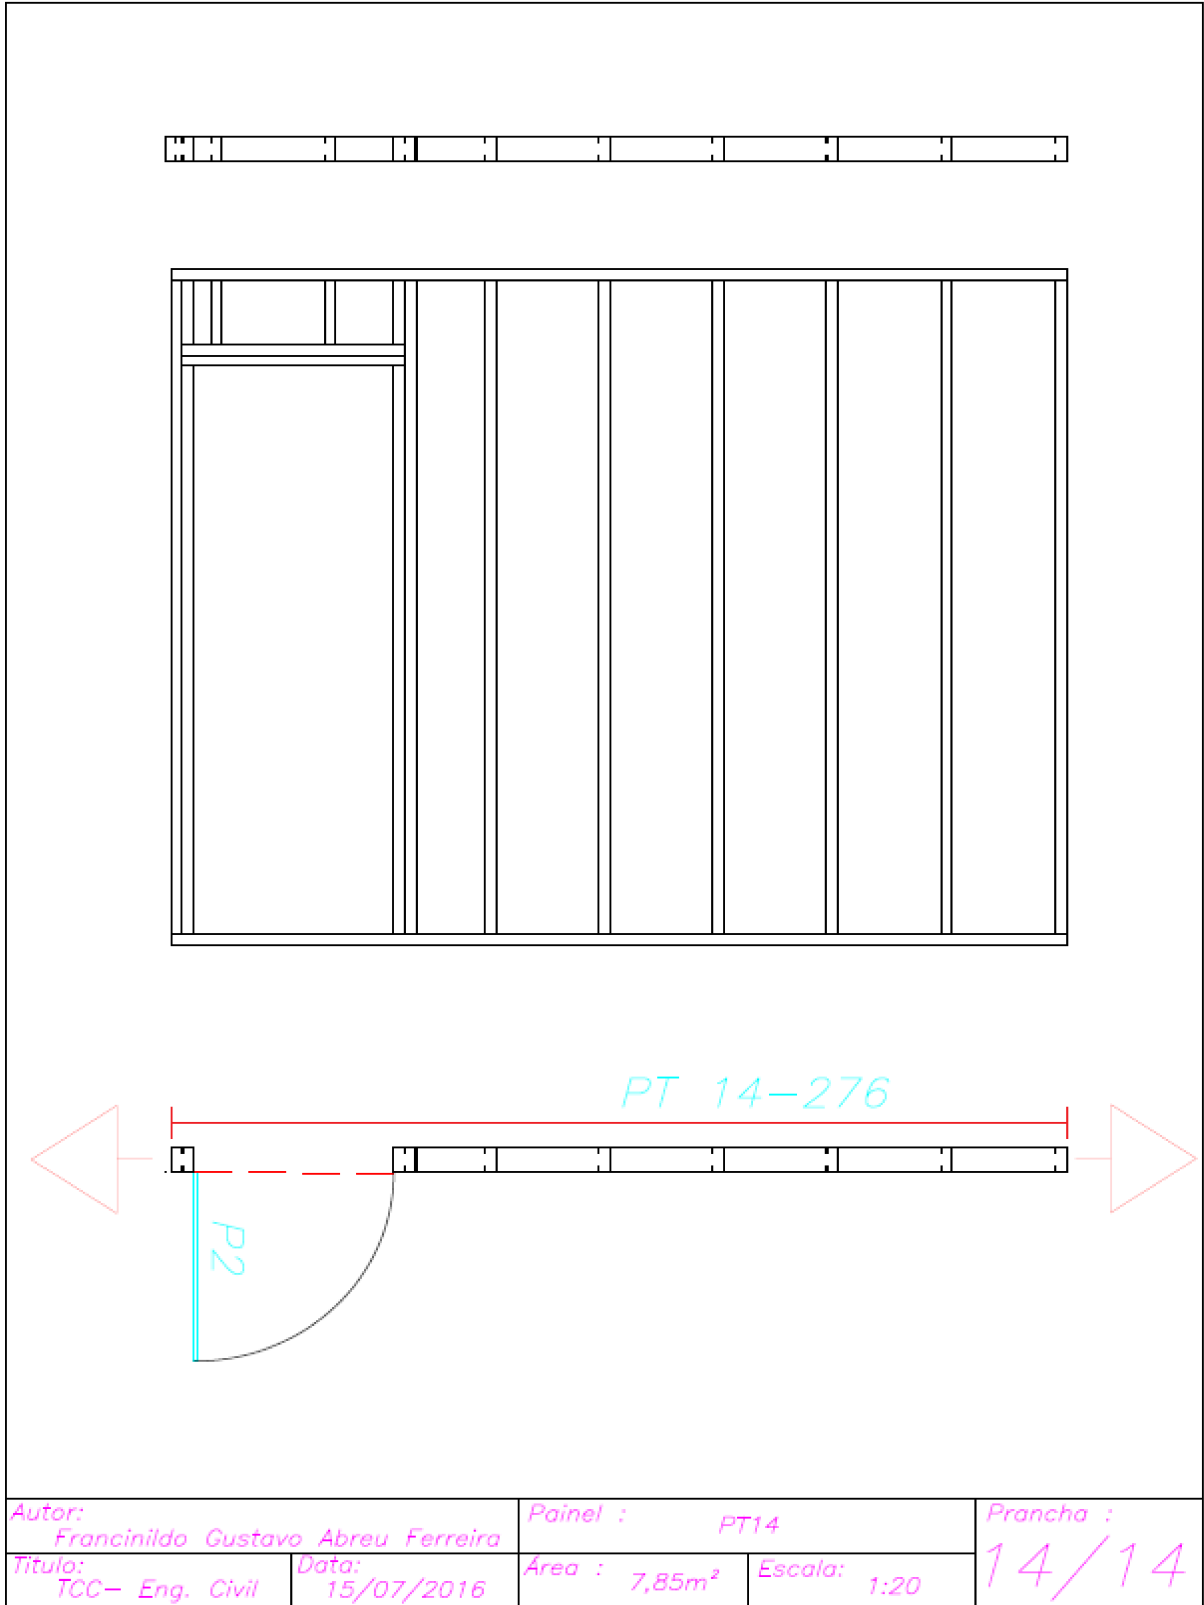 PT 14-276
P2
Autor:
Francinildo Gustavo Abreu Ferreira
Painel :
PT14
Prancha :
14/14
Titulo:
TCC- Eng. Civil
Data:
15/07/2016
Área :
7,85m²
Escala:
1:20